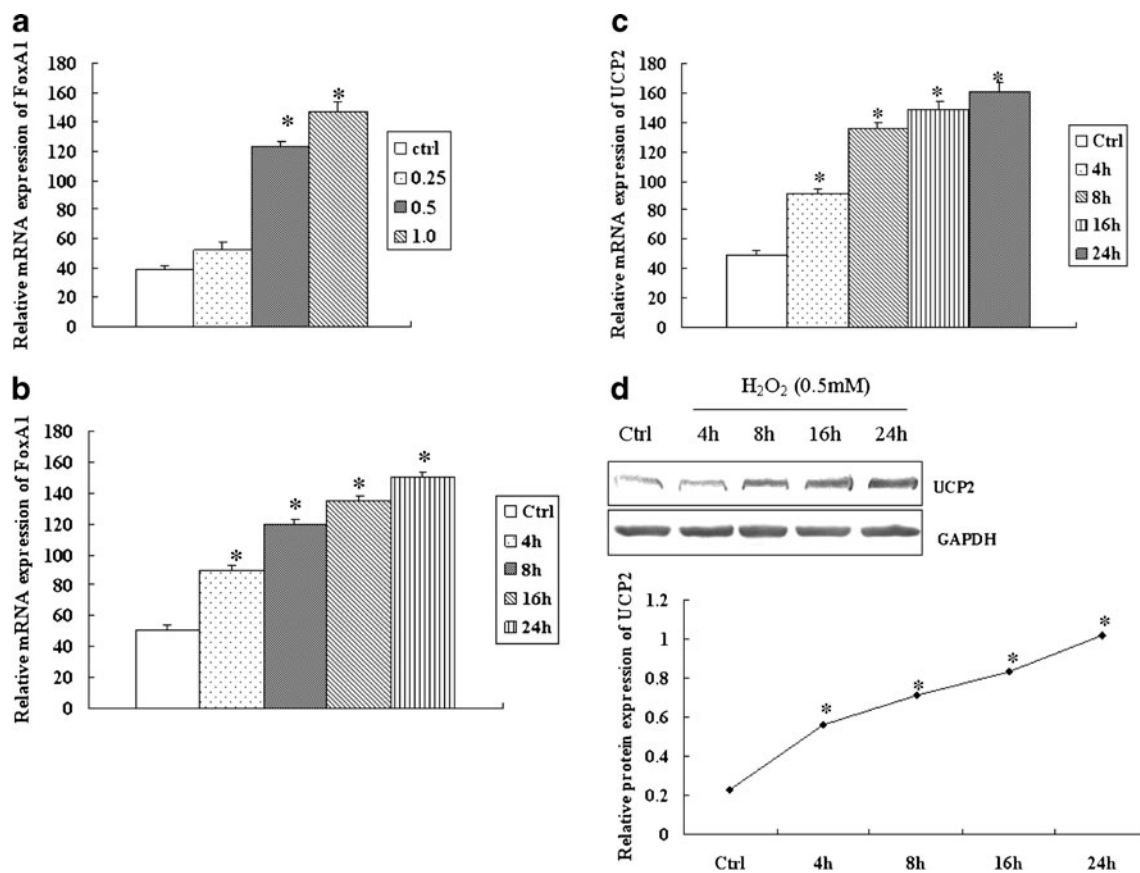 a
Relative mRNA expression of FoxA1
180
160
140
120
100
80
60
40
20
0
* *
ctrl
0.25
0.5
1.0
b
Relative mRNA expression of FoxA1
180
160
140
120
100
80
60
40
20
0
* * * *
Ctrl
4h
8h
16h
24h
c
Relative mRNA expression of UCP2
180
160
140
120
100
80
60
40
20
0
* * * *
Ctrl
4h
8h
16h
24h
d
H₂O₂ (0.5mM)
Ctrl 4h 8h 16h 24h
UCP2
GAPDH
Relative protein expression of UCP2
1.2
1
0.8
0.6
0.4
0.2
0
* * * *
Ctrl 4h 8h 16h 24h